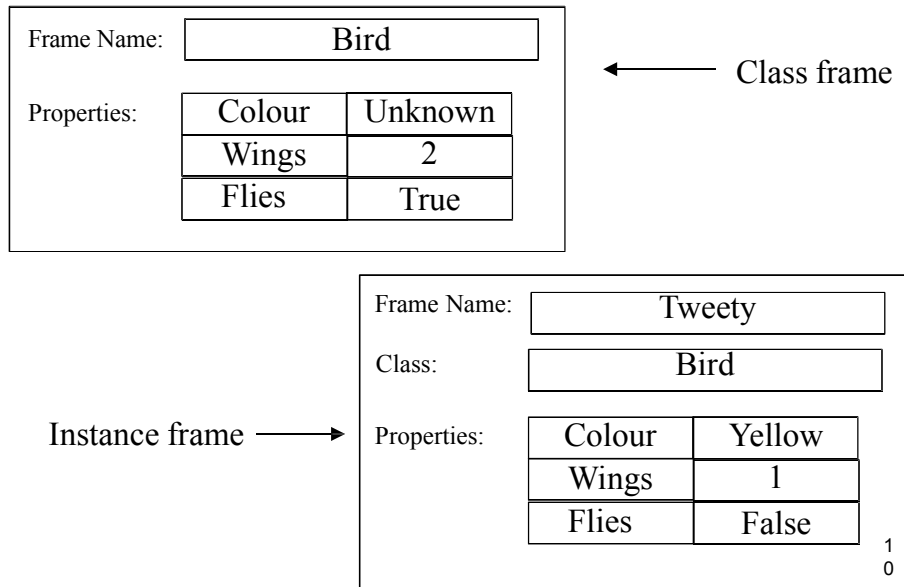 Frame Name: Bird
Class frame
Properties: Colour Unknown
Wings 2
Flies True
Frame Name: Tweety
Class: Bird
Instance frame
Properties: Colour Yellow
Wings 1
Flies False
1
0